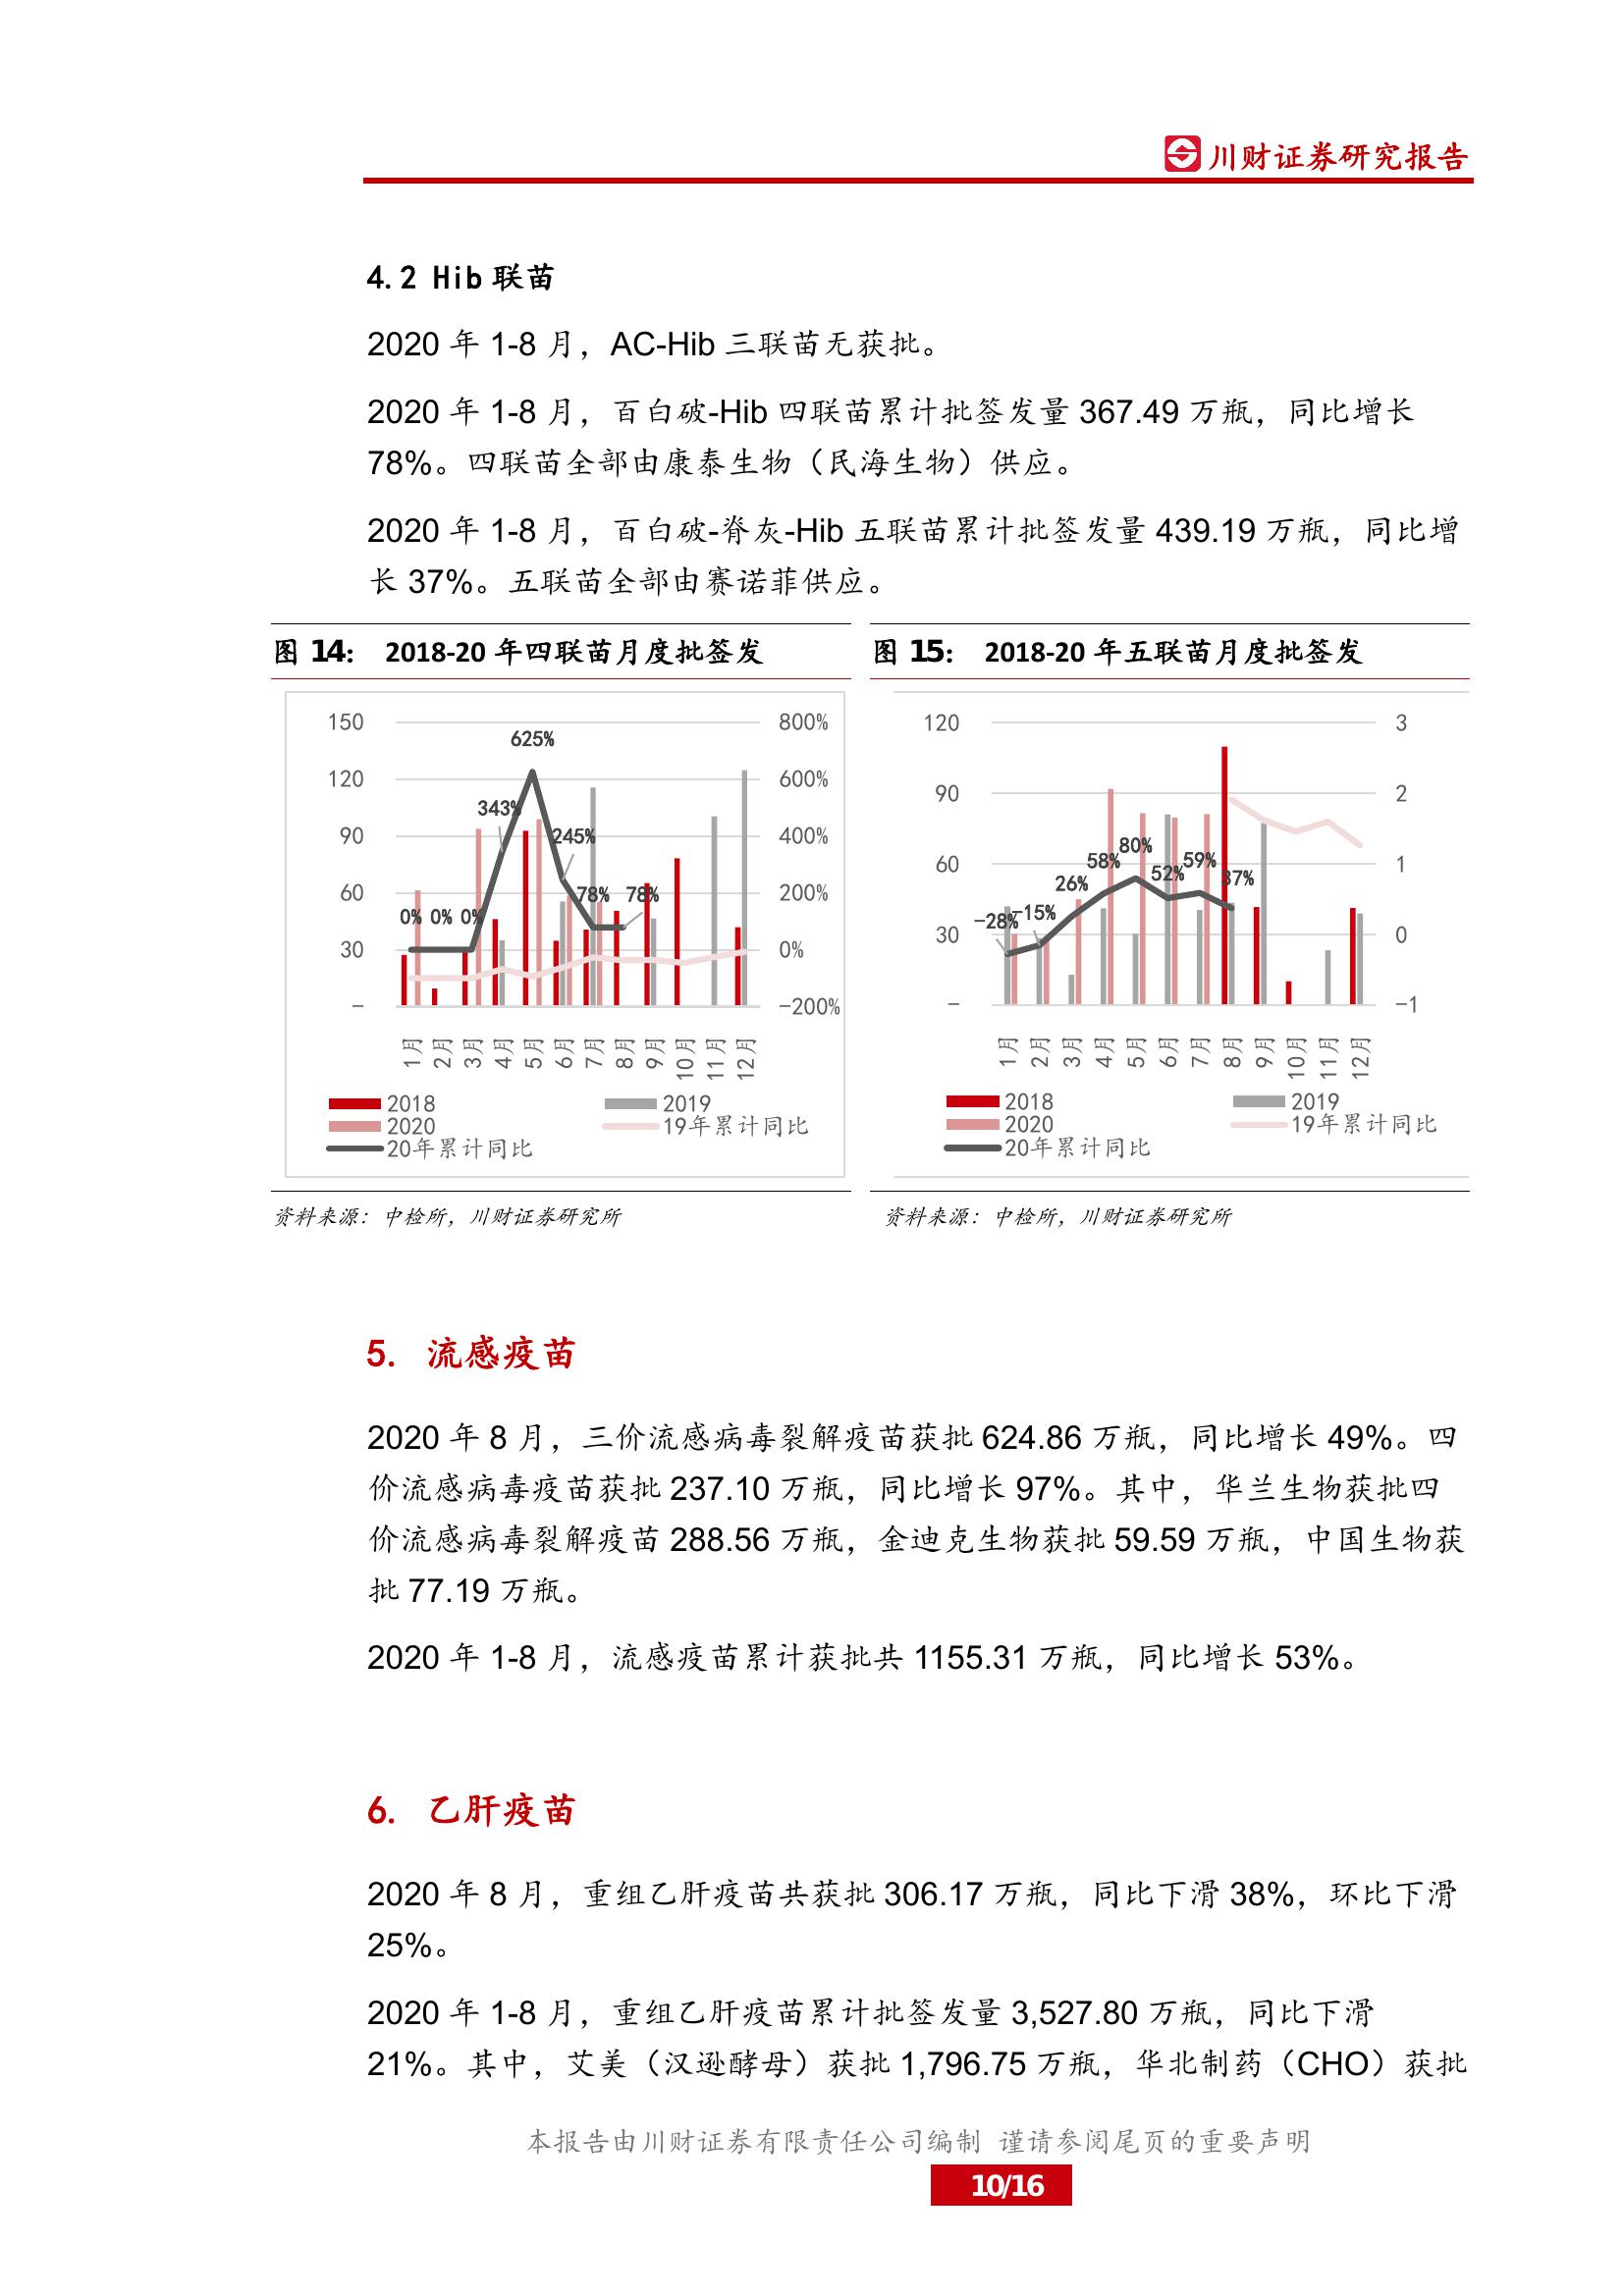 川财证券研究报告
4.2 Hib 联苗
2020 年 1-8 月，AC-Hib 三联苗无获批。
2020 年 1-8 月，百白破-Hib 四联苗累计批签发量 367.49 万瓶，同比增长
78%。四联苗全部由康泰生物（民海生物）供应。
2020 年 1-8 月，百白破-脊灰-Hib 五联苗累计批签发量 439.19 万瓶，同比增
长 37%。五联苗全部由赛诺菲供应。
图 14： 2018-20 年四联苗月度批签发
150
120
90
60
30
–
800%
600%
400%
200%
0%
-200%
0% 0% 0%
343%
625%
245%
78%
78%
1月 2月 3月 4月 5月 6月 7月 8月 9月 10月 11月 12月
2018 2019
2020 19年累计同比
20年累计同比
资料来源：中检所，川财证券研究所
图 15： 2018-20 年五联苗月度批签发
120
90
60
30
–
3
2
1
0
-1
-28%
-15%
26%
58%
80%
52%
59%
37%
1月 2月 3月 4月 5月 6月 7月 8月 9月 10月 11月 12月
2018 2019
2020 19年累计同比
20年累计同比
资料来源：中检所，川财证券研究所
5. 流感疫苗
2020 年 8 月，三价流感病毒裂解疫苗获批 624.86 万瓶，同比增长 49%。四
价流感病毒疫苗获批 237.10 万瓶，同比增长 97%。其中，华兰生物获批四
价流感病毒裂解疫苗 288.56 万瓶，金迪克生物获批 59.59 万瓶，中国生物获
批 77.19 万瓶。
2020 年 1-8 月，流感疫苗累计获批共 1155.31 万瓶，同比增长 53%。
6. 乙肝疫苗
2020 年 8 月，重组乙肝疫苗共获批 306.17 万瓶，同比下滑 38%，环比下滑
25%。
2020 年 1-8 月，重组乙肝疫苗累计批签发量 3,527.80 万瓶，同比下滑
21%。其中，艾美（汉逊酵母）获批 1,796.75 万瓶，华北制药（CHO）获批
本报告由川财证券有限责任公司编制 谨请参阅尾页的重要声明
10/16